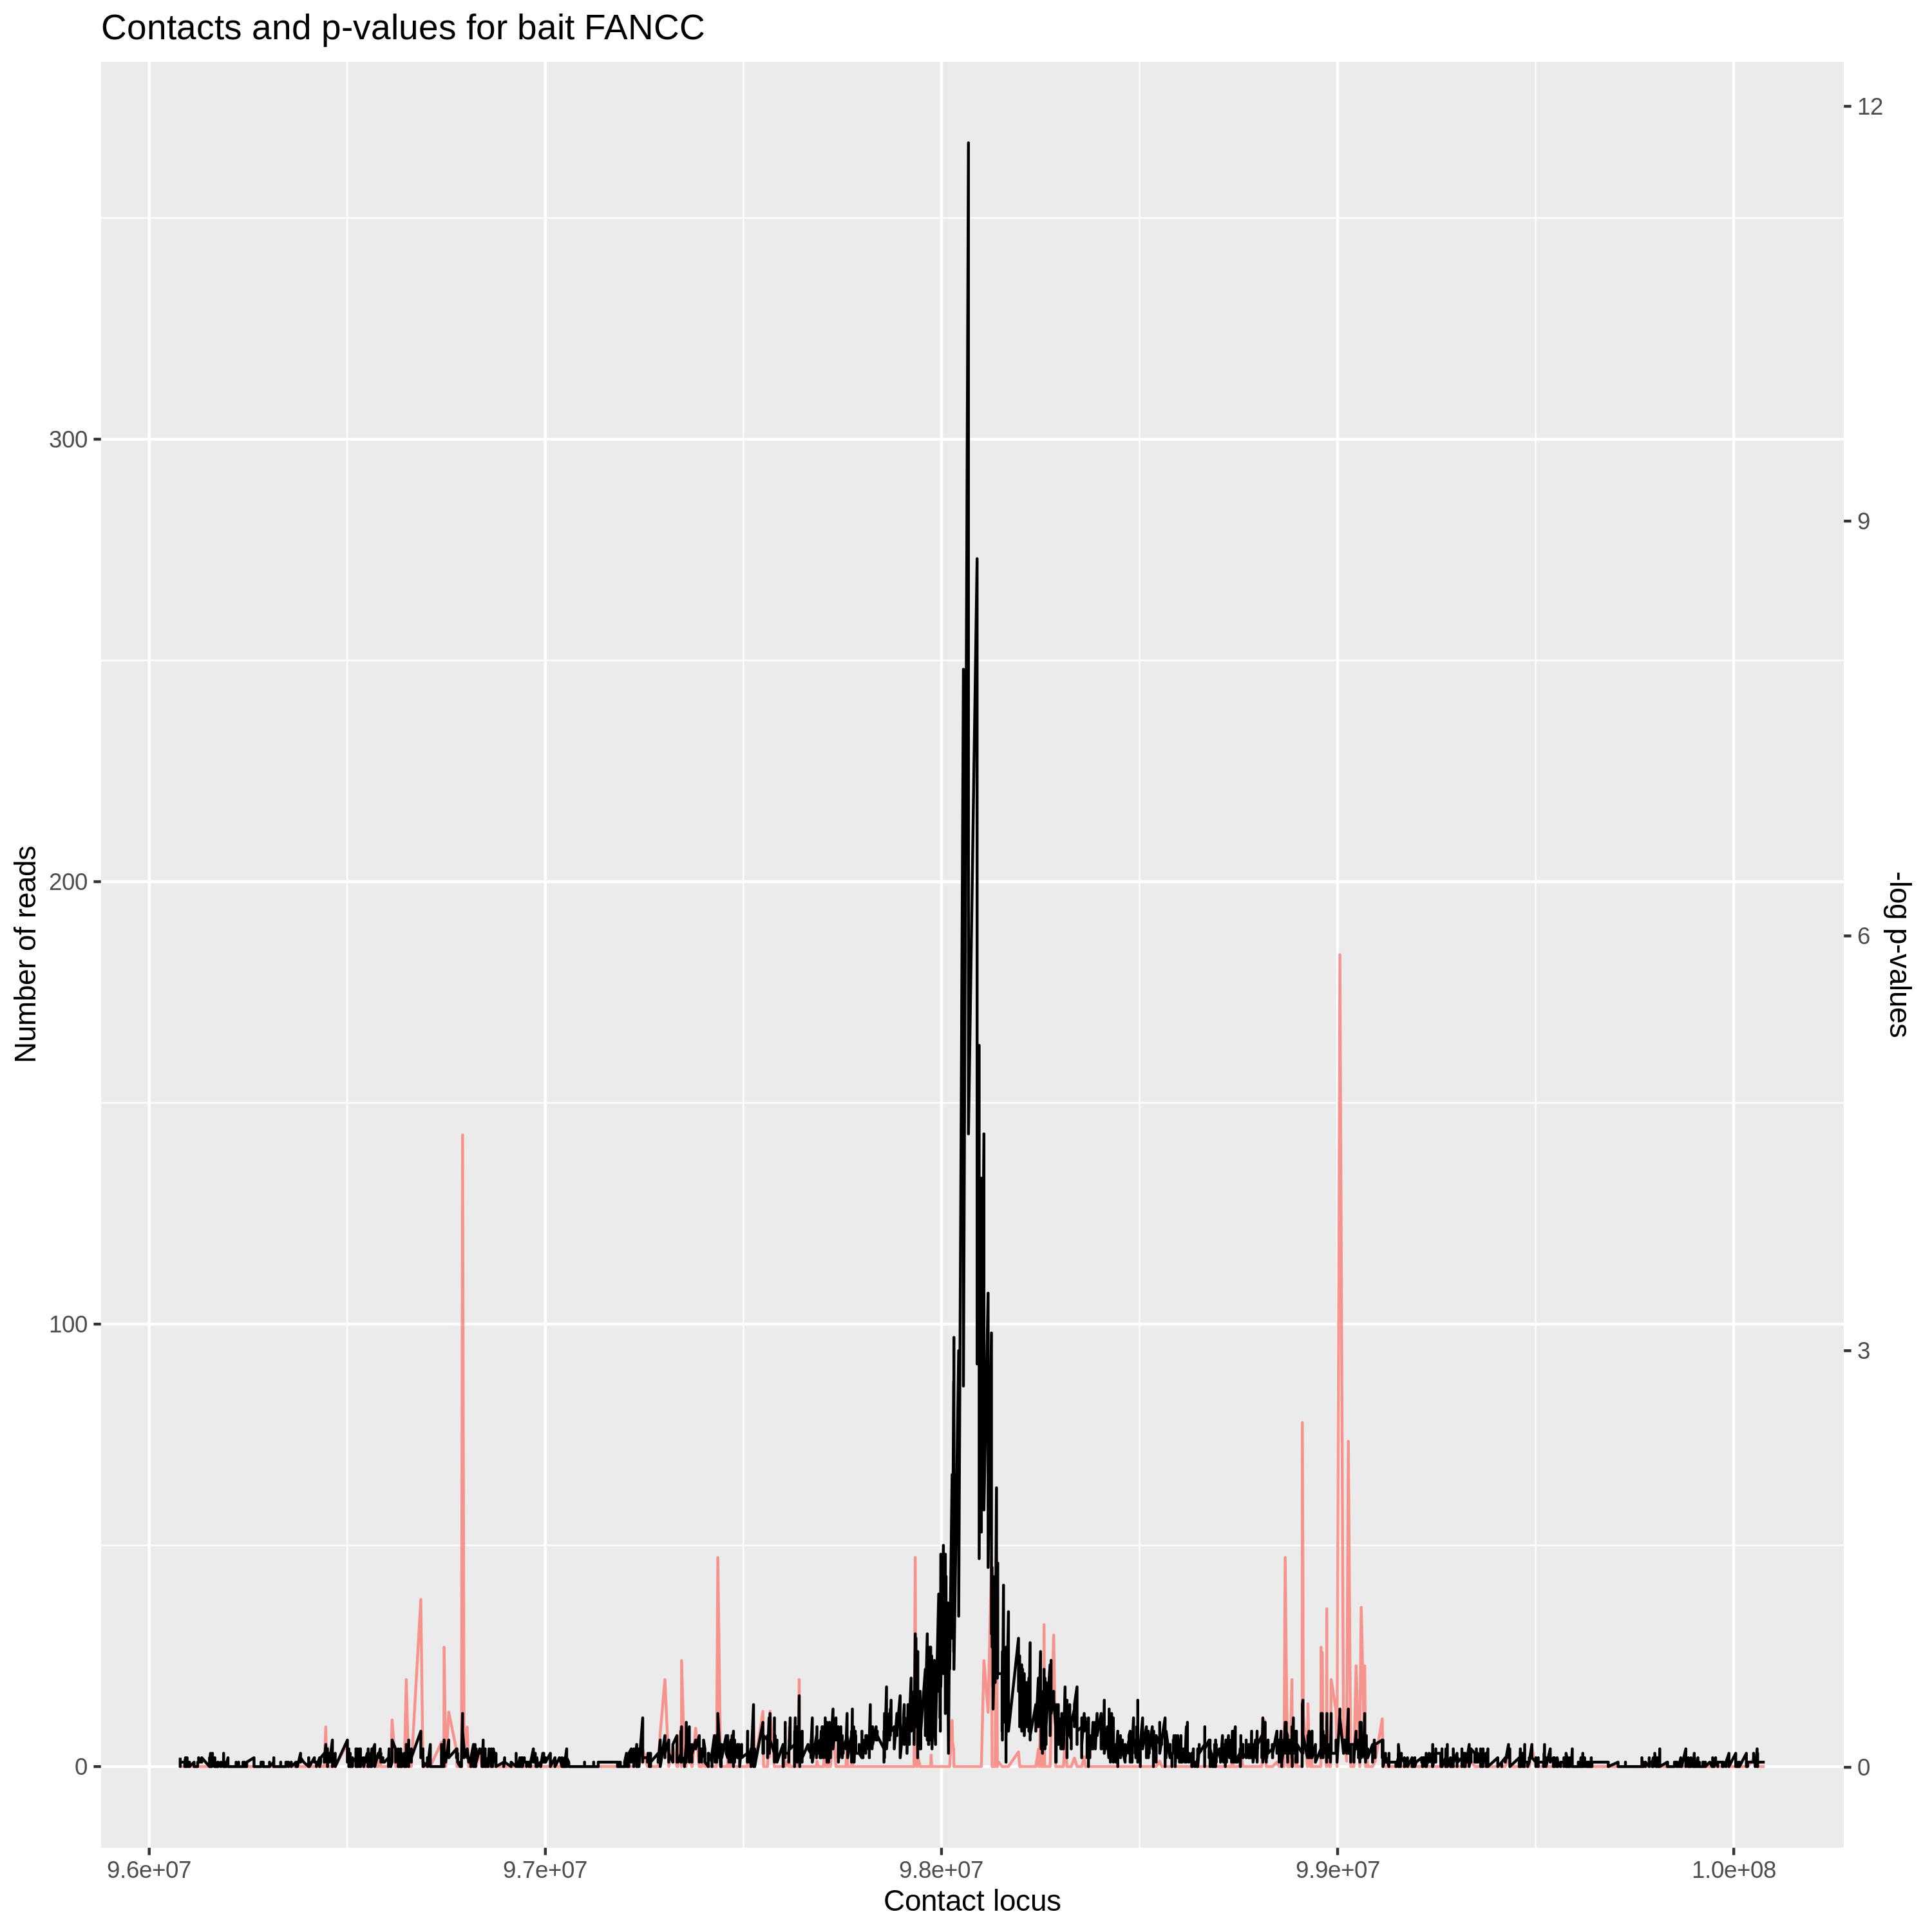 Contacts and p-values for bait FANCC
Number of reads
300
200
100
0
12
9
6
3
0
-log p-values
9.6e+07 9.7e+07 9.8e+07 9.9e+07 1.0e+08
Contact locus